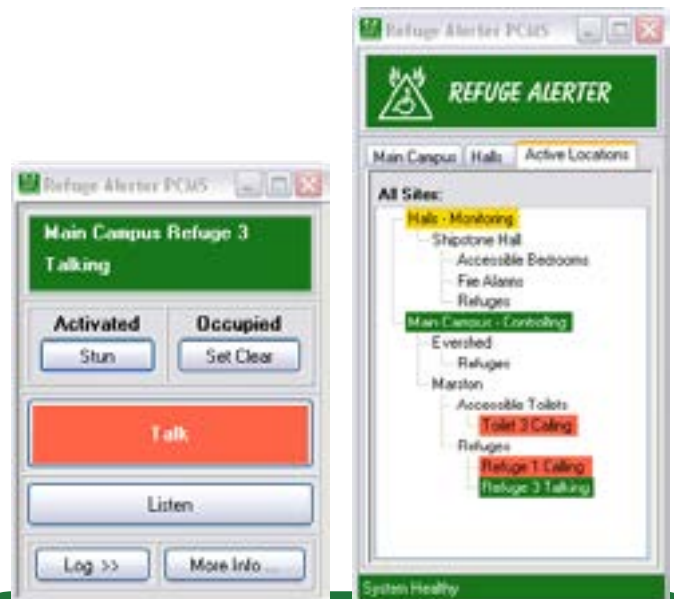 Refuge Alerter PCMS
Main Campus Refuge 3
Talking
Activated
Occupied
Stun
Set Clear
Talk
Listen
Log >>
More Info ...
Refuge Alerter PCMS
REFUGE ALERTER
Main Campus
Halls
Active Locations
All Sites:
Halls - Monitoring
Shipstone Hall
Accessible Bedrooms
Fire Alarms
Refuges
Main Campus - Controlling
Evershed
Refuges
Marston
Accessible Toilets
Toilet 3 Calling
Refuges
Refuge 1 Calling
Refuge 3 Talking
System Healthy